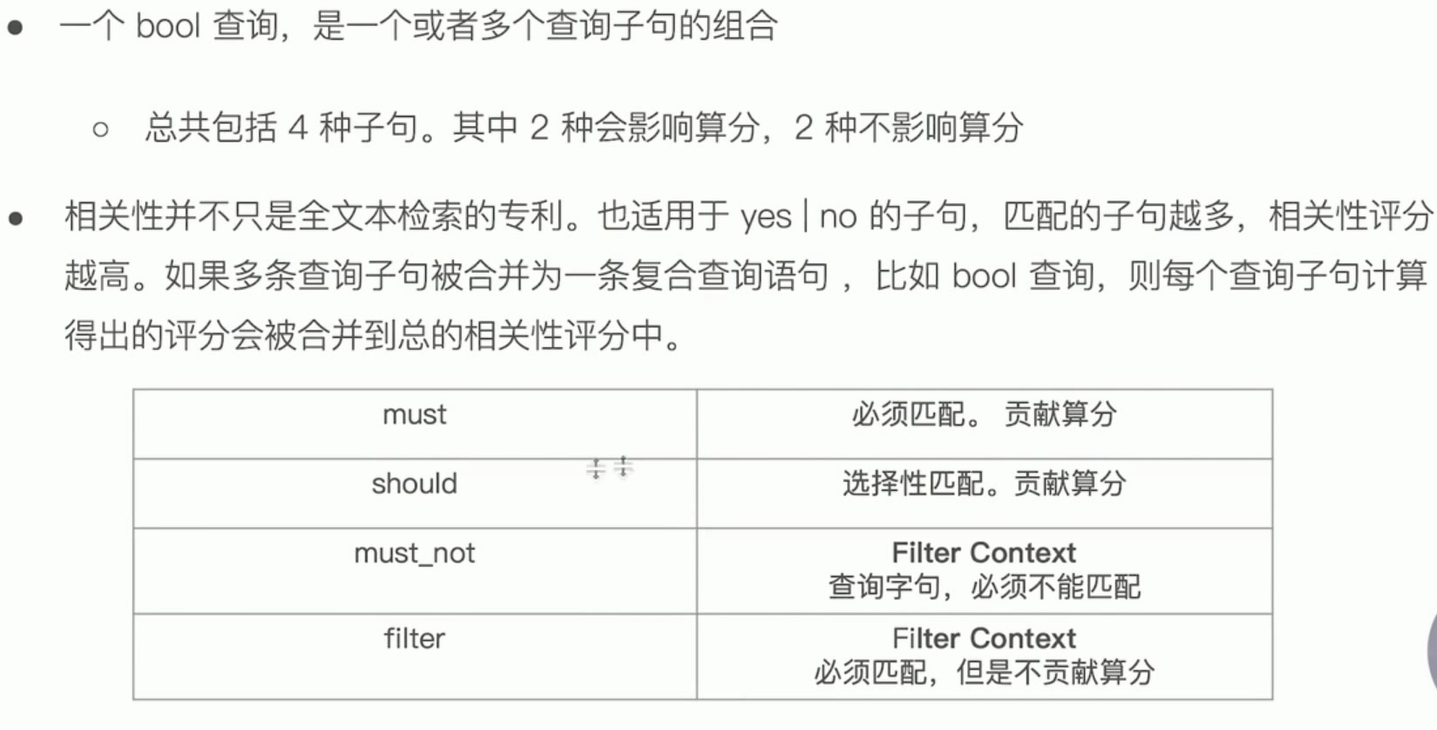 一个 bool 查询，是一个或者多个查询子句的组合
总共包括 4 种子句。其中 2 种会影响算分，2 种不影响算分
相关性并不只是全文本检索的专利。也适用于 yes | no 的子句，匹配的子句越多，相关性评分
越高。如果多条查询子句被合并为一条复合查询语句 ，比如 bool 查询，则每个查询子句计算
得出的评分会被合并到总的相关性评分中。
must
必须匹配。 贡献算分
should
选择性匹配。贡献算分
must_not
Filter Context
查询字句，必须不能匹配
filter
Filter Context
必须匹配，但是不贡献算分